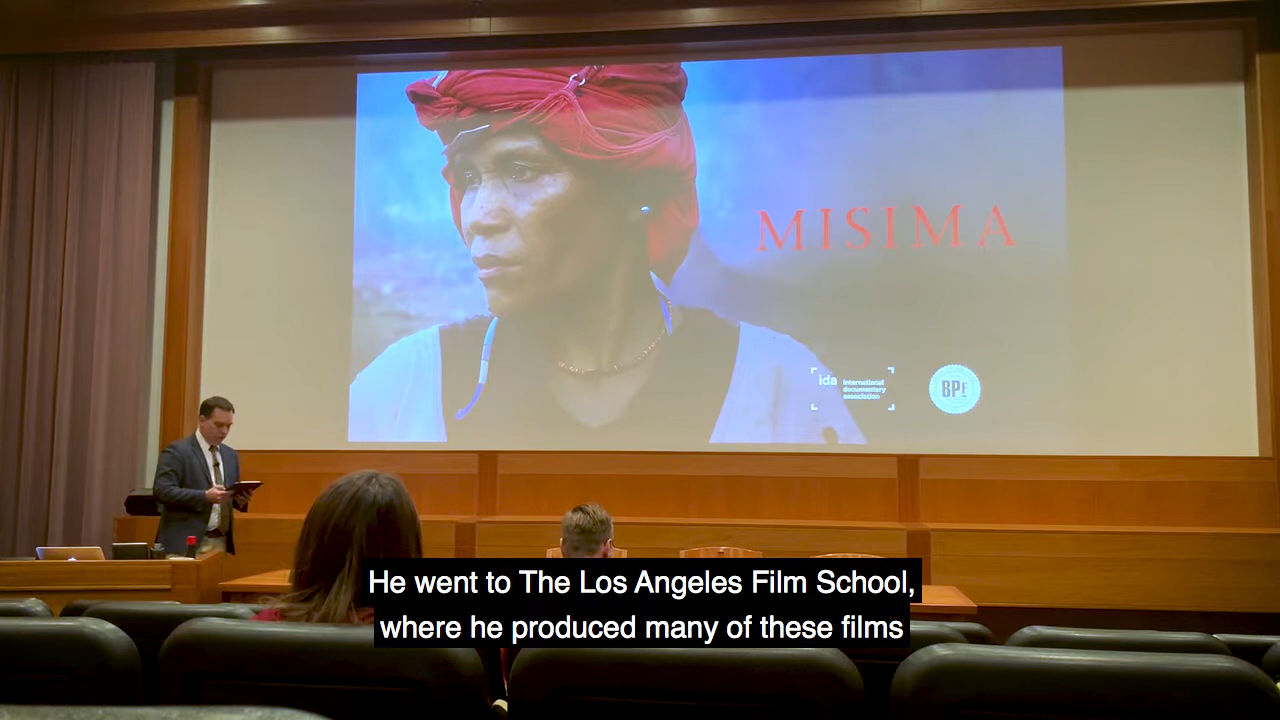 MISIMA
ida international
documentary
association
BPF
He went to The Los Angeles Film School,
where he produced many of these films